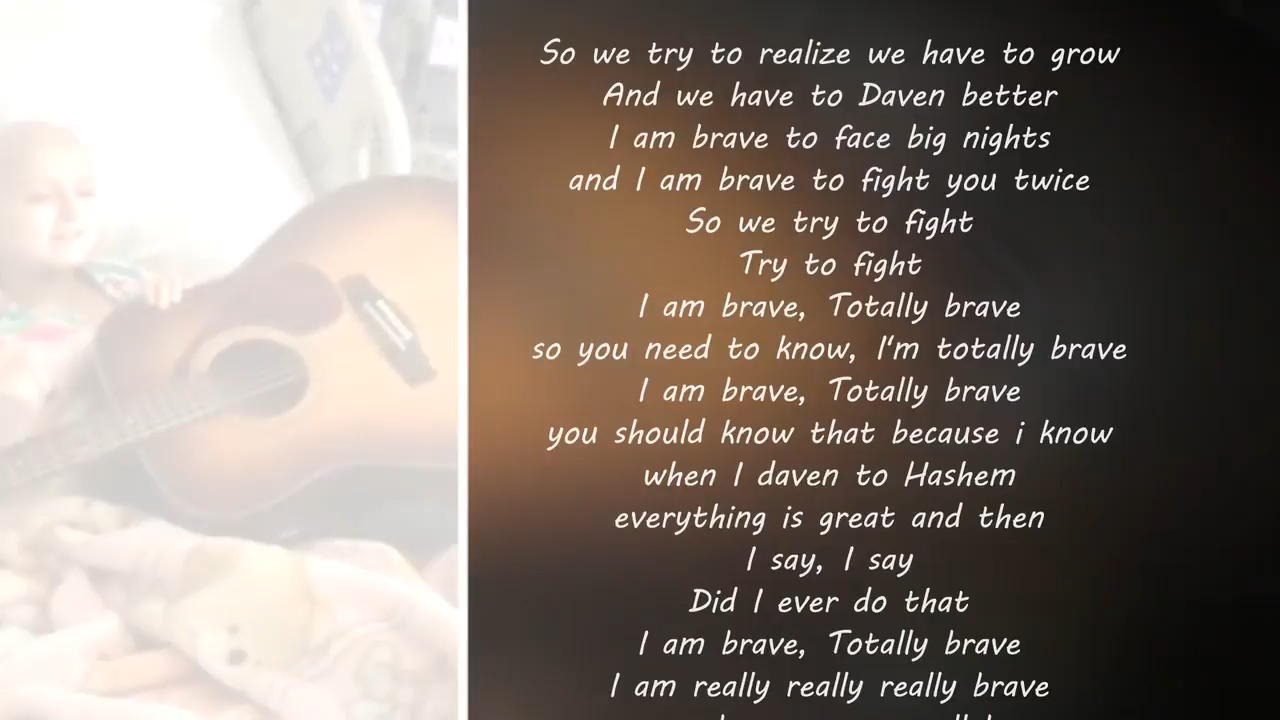 So we try to realize we have to grow
And we have to Daven better
I am brave to face big nights
and I am brave to fight you twice
So we try to fight
Try to fight
I am brave, Totally brave
so you need to know, I'm totally brave
I am brave, Totally brave
you should know that because i know
when I daven to Hashem
everything is great and then
I say, I say
Did I ever do that
I am brave, Totally brave
I am really really really brave